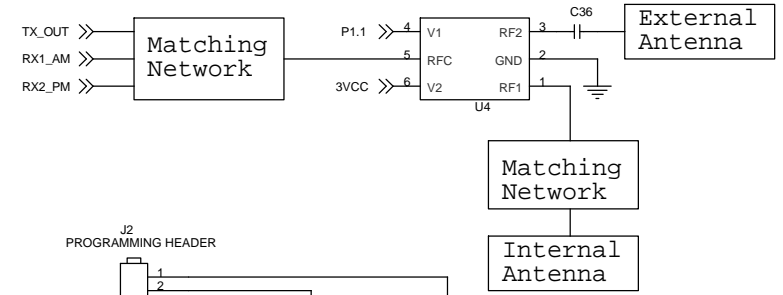 C36
TX_OUT
RX1_AM
RX2_PM
Matching
Network
P1.1
3VCC
4 V1
5 RFC
6 V2
RF2 3
GND 2
RF1 1
U4
External
Antenna
Matching
Network
Internal
Antenna
J2
PROGRAMMING HEADER
1
2